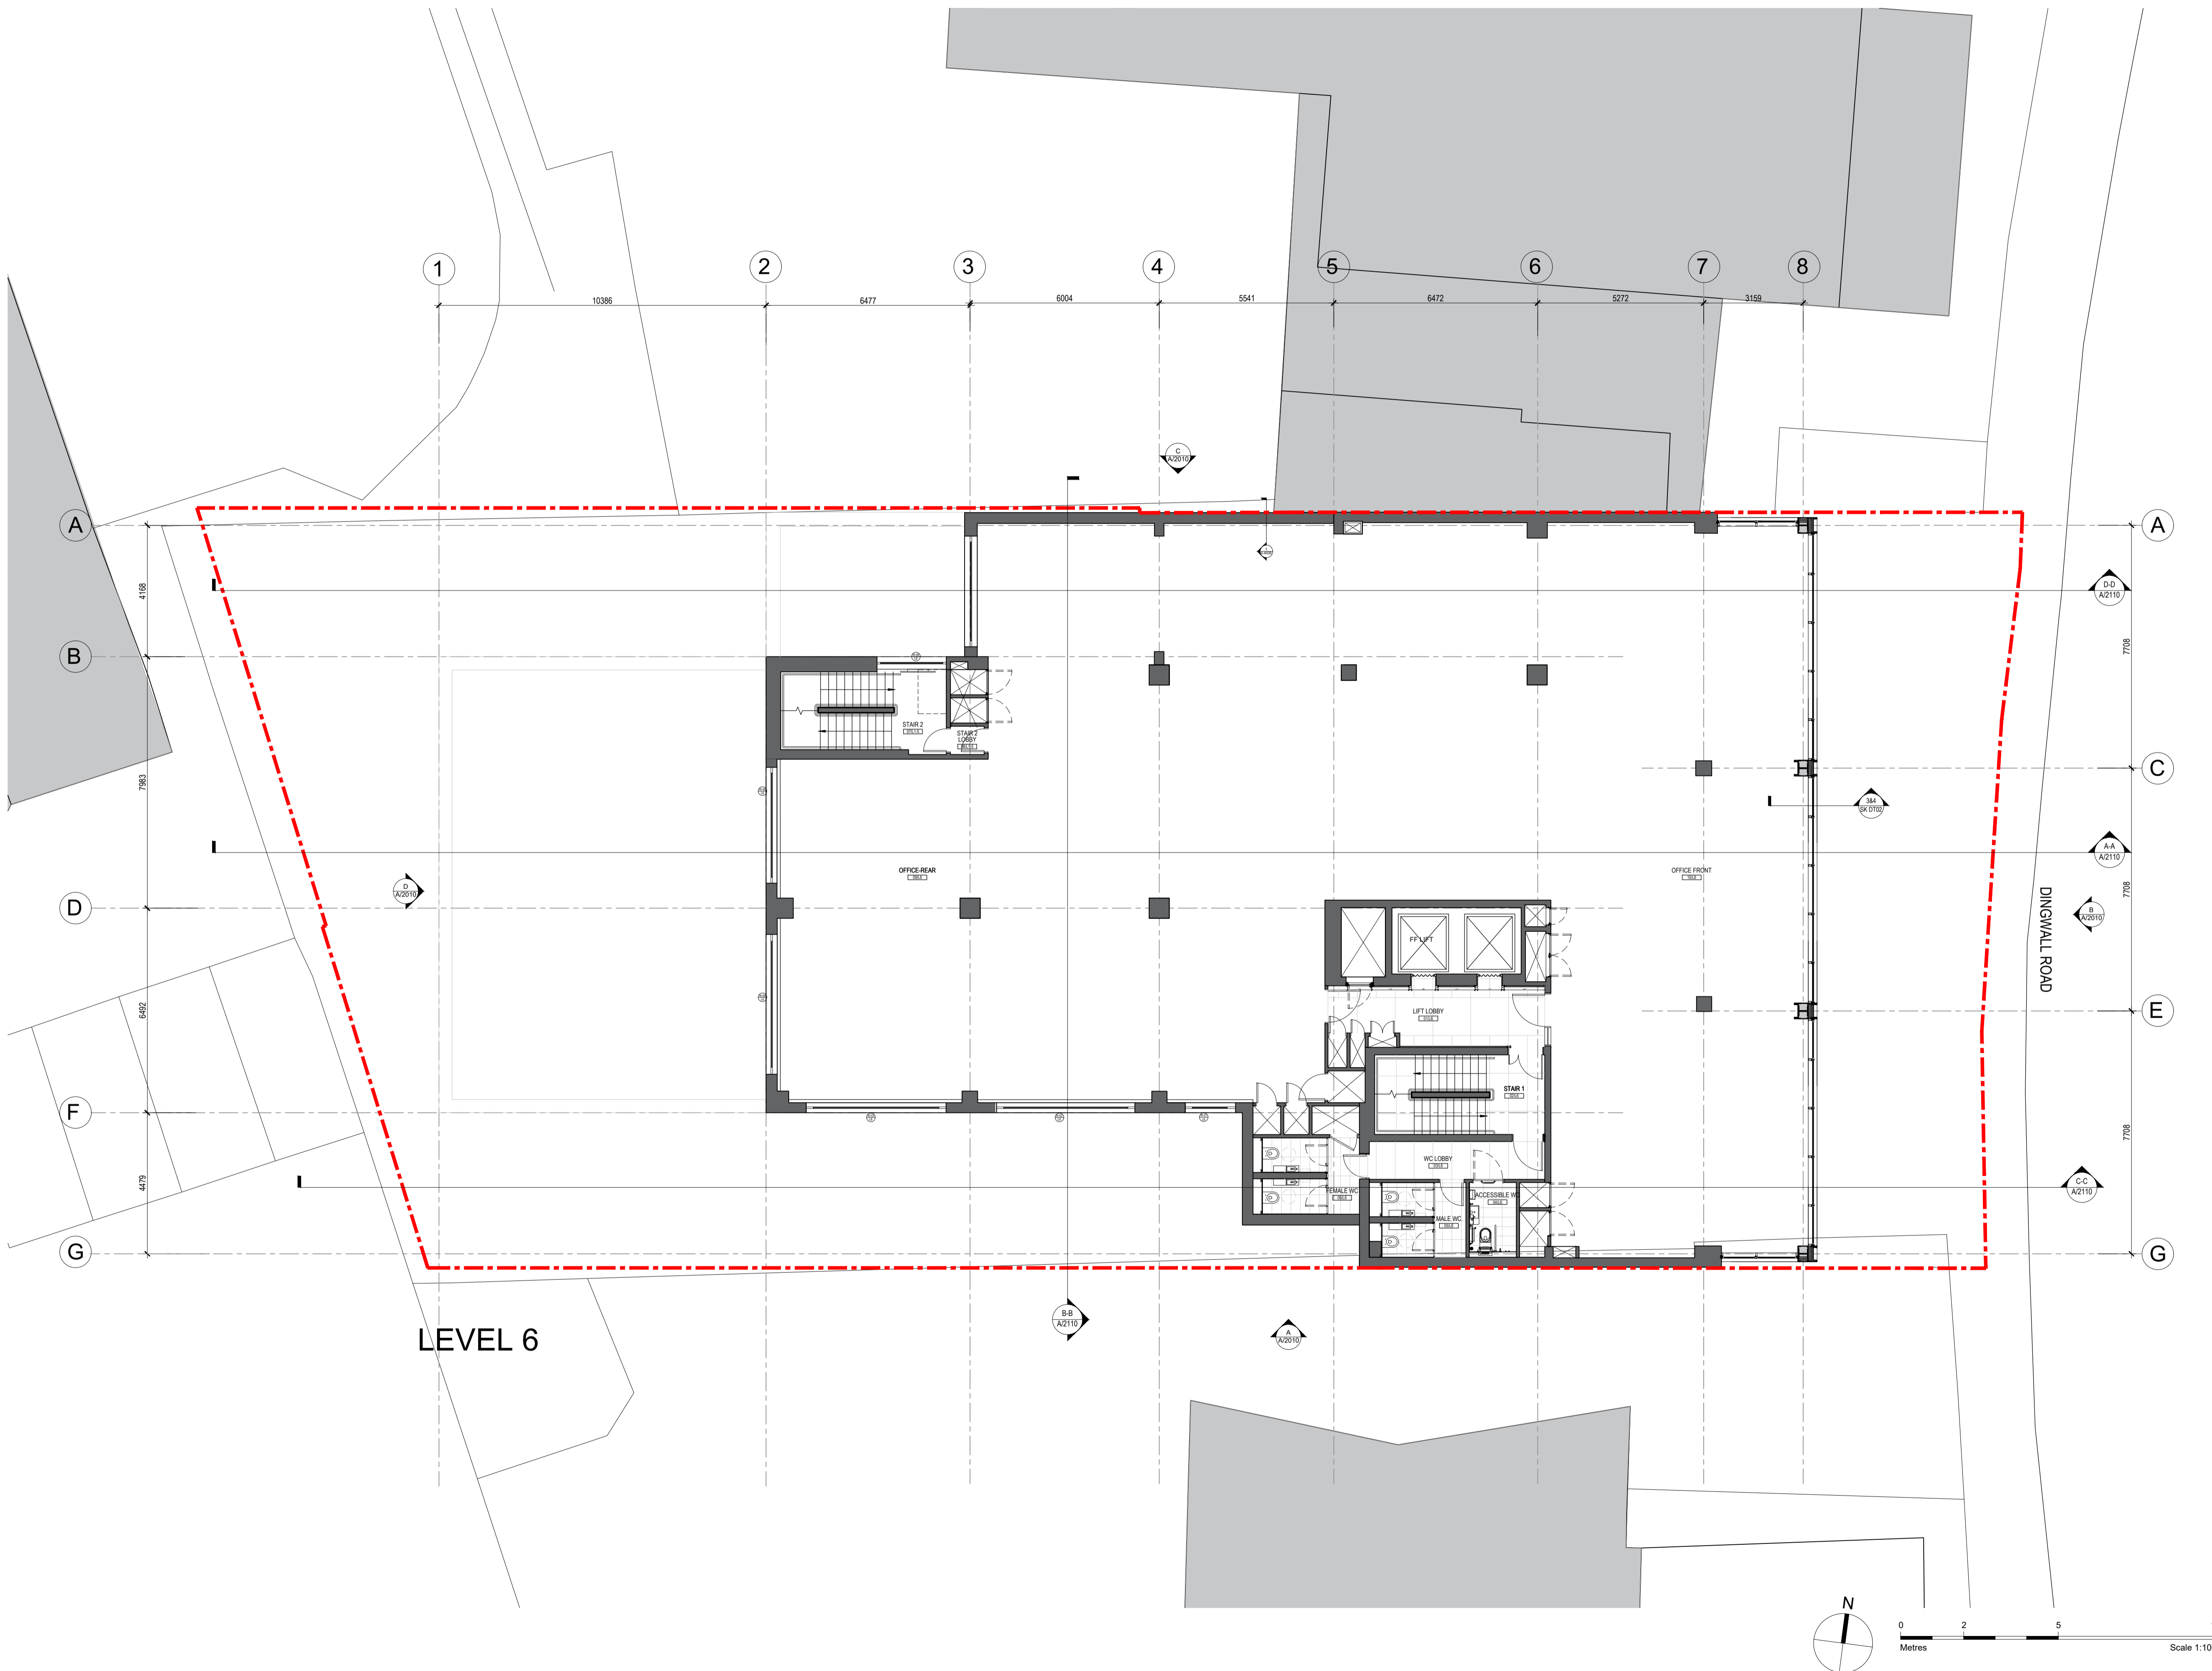 1
2
3
4
5
6
7
8
10386
6477
6004
5541
6472
5272
3159
C
A/2010
A
A
4168
D-D
A/2110
B
7708
STAIR 2
STAIR 2
LOBBY
C
7983
3&4
SK DT02
A-A
A/2110
OFFICE-REAR
OFFICE FRONT
D
A/2010
7708
D
B
A/2010
FF LIFT
DINGWALL ROAD
6492
LIFT LOBBY
E
STAIR 1
F
7708
WC LOBBY
4479
FEMALE WC
ACCESSIBLE WC
C-C
A/2110
MALE WC
G
G
B-B
A/2110
A
A/2010
LEVEL 6
N
0
2
5
Metres
Scale 1:10